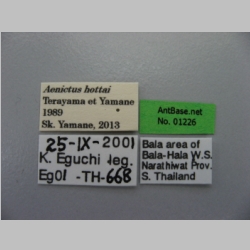 Aenictus hottai
Terayama et Yamane
1989
Sk. Yamane, 2013
AntBase.net
No. 01226
25-IX-2001
K. Eguchi leg.
Eg01 -TH-668
Bala area of
Bala-Hala W.S.
Narathiwat Prov.
S. Thailand